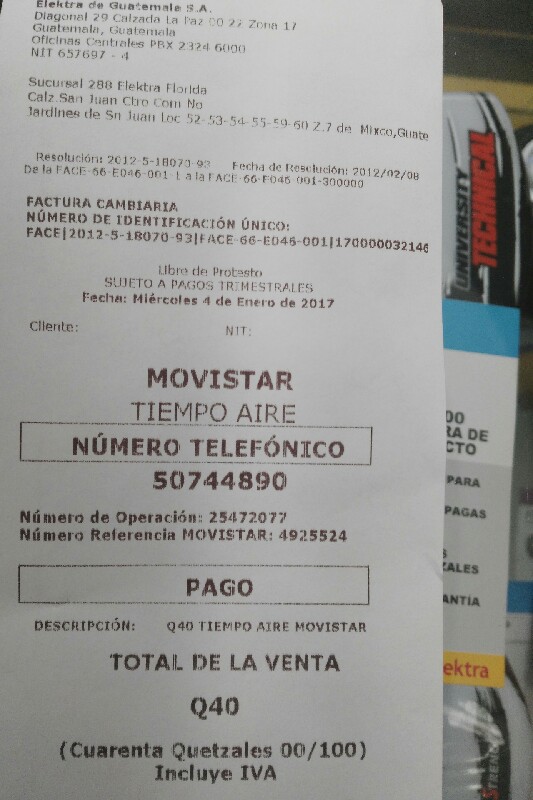 Elektra de Guatemale S.A.
Diagonal 29 Calzada La Paz 00 22 Zona 17
Guatemala, Guatemala
Oficinas Centrales PBX 2324 6000
NIT 657697 - 4
Sucursal 288 Elektra Florida
Calz.San Juan Ctro Com No
Jardines de Sn Juan Loc 52-53-54-55-59-60 Z.7 de Mixco,Guate
Resolución: 2012-5-18070-93 Fecha de Resolución: 2012/02/08
De la FACE-66-E046-001-1 a la FACE-66-F046-001-300000
FACTURA CAMBIARIA
NÚMERO DE IDENTIFICACIÓN ÚNICO:
FACE|2012-5-18070-93|FACE-66-E046-001|170000032146
Libre de Protesto
SUJETO A PAGOS TRIMESTRALES
Fecha: Miércoles 4 de Enero de 2017
Cliente: NIT:
MOVISTAR
TIEMPO AIRE
NÚMERO TELEFÓNICO
50744890
Número de Operación: 25472077
Número Referencia MOVISTAR: 4925524
PAGO
DESCRIPCIÓN: Q40 TIEMPO AIRE MOVISTAR
TOTAL DE LA VENTA
Q40
(Cuarenta Quetzales 00/100)
Incluye IVA
UNIVERSITY
TECHNICAL
00
RA DE
CTO
PARA
PAGAS
S
ZALES
ANTÍA
ektra
STRENG